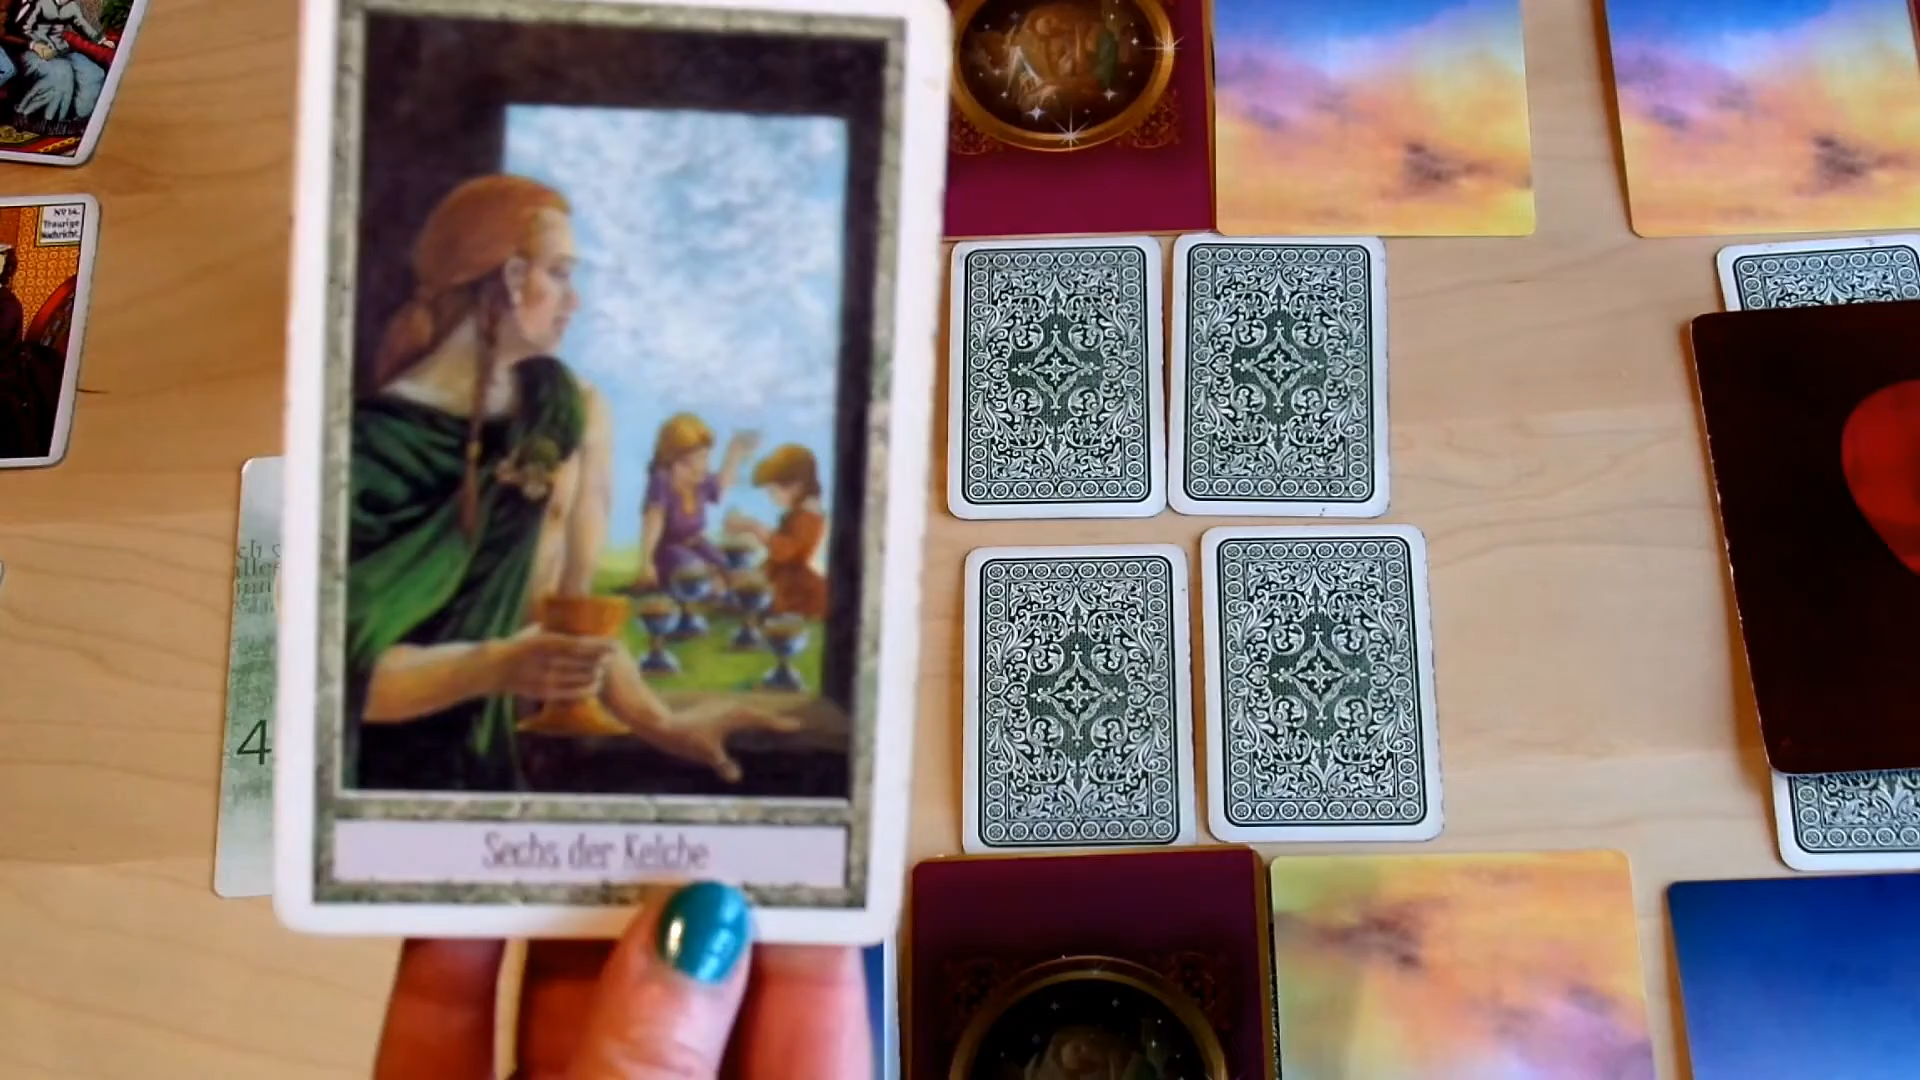 Nº 14.
Traurige
Nachricht.
4
Sechs der Kelche